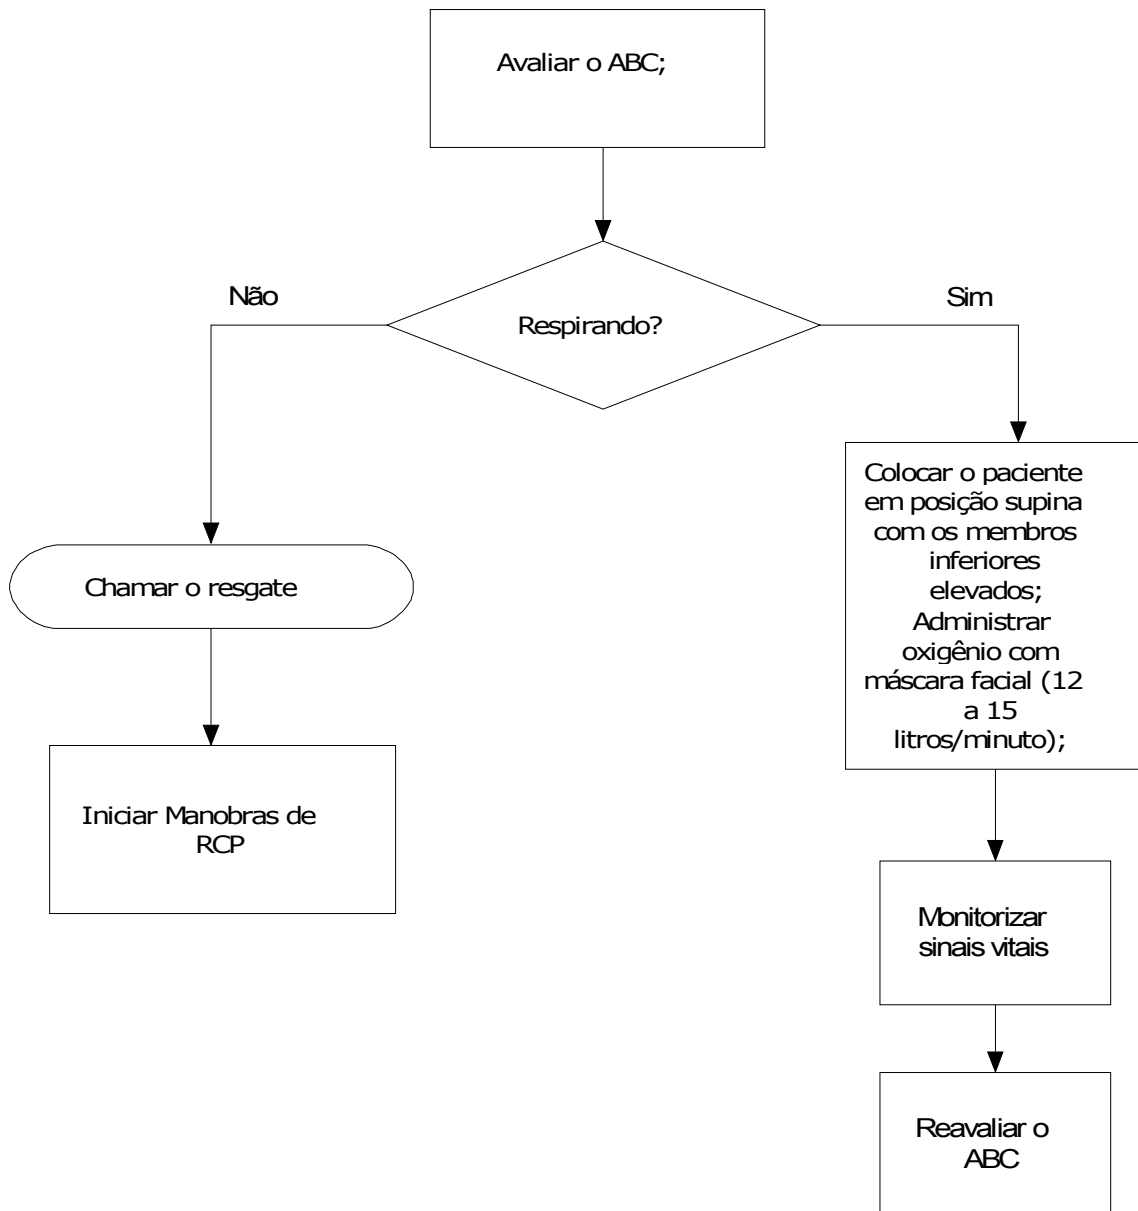 Avaliar o ABC;
Respirando?
Não
Sim
Chamar o resgate
Iniciar Manobras de
RCP
Colocar o paciente
em posição supina
com os membros
inferiores
elevados;
Administrar
oxigênio com
máscara facial (12
a 15
litros/minuto);
Monitorizar
sinais vitais
Reavaliar o
ABC